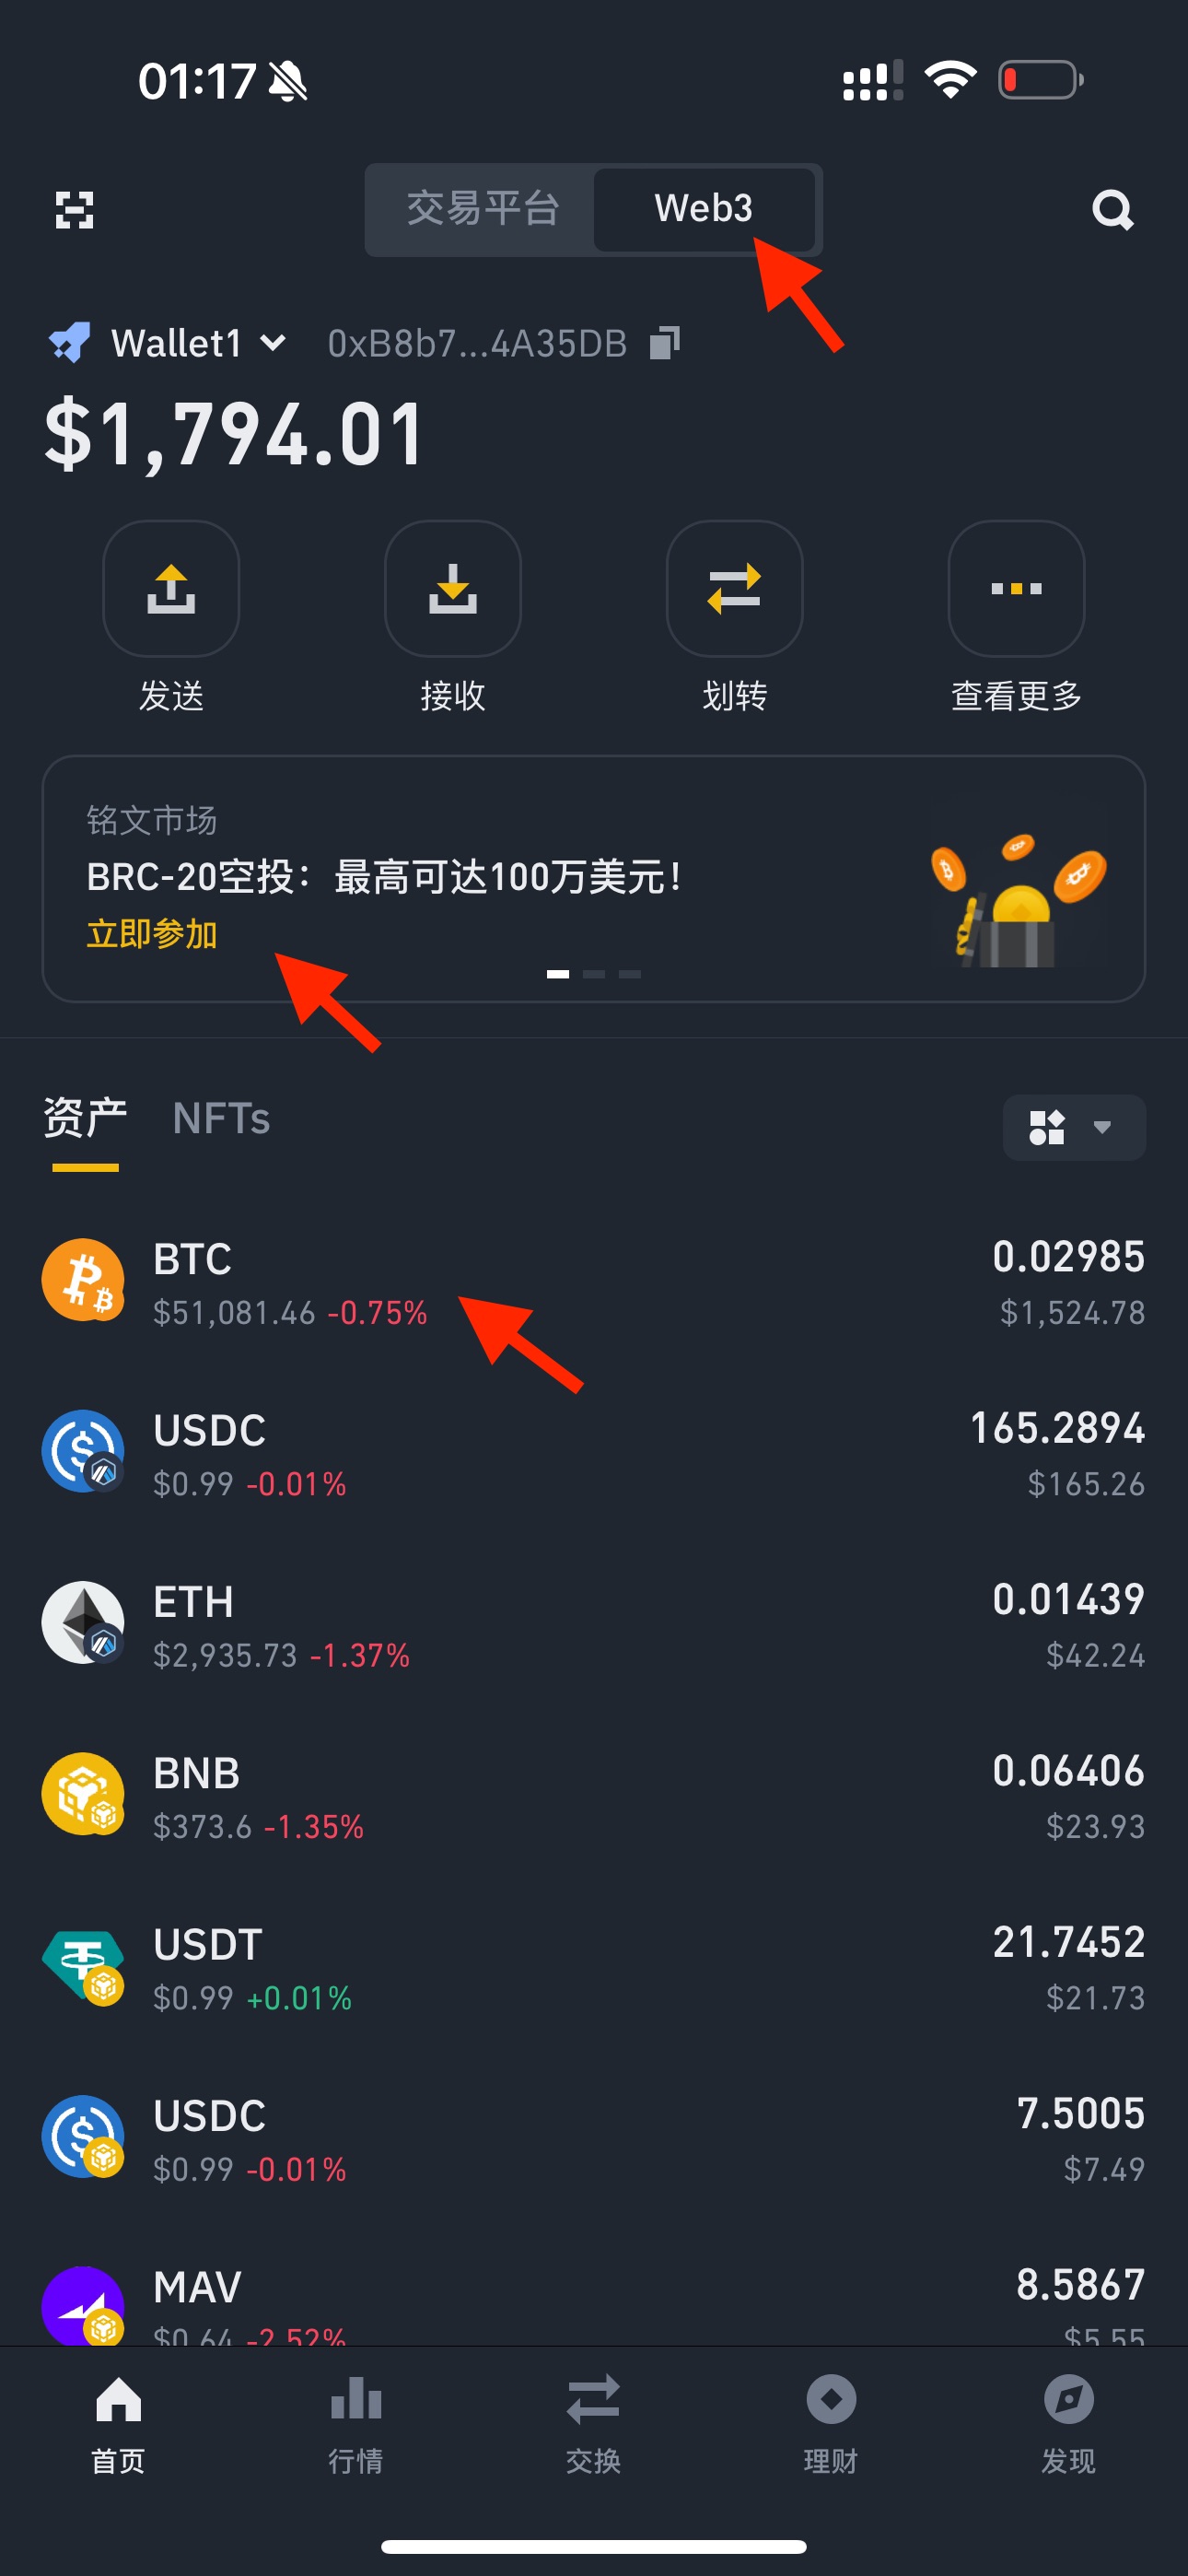 01:17
交易平台 Web3
Wallet1 0xB8b7...4A35DB
$1,794.01
发送 接收 划转 查看更多
铭文市场
BRC-20空投：最高可达100万美元！
立即参加
资产 NFTs
BTC 0.02985
$51,081.46 -0.75% $1,524.78
USDC 165.2894
$0.99 -0.01% $165.26
ETH 0.01439
$2,935.73 -1.37% $42.24
BNB 0.06406
$373.6 -1.35% $23.93
USDT 21.7452
$0.99 +0.01% $21.73
USDC 7.5005
$0.99 -0.01% $7.49
MAV 8.5867
$0.64 -2.52% $5.55
首页 行情 交换 理财 发现